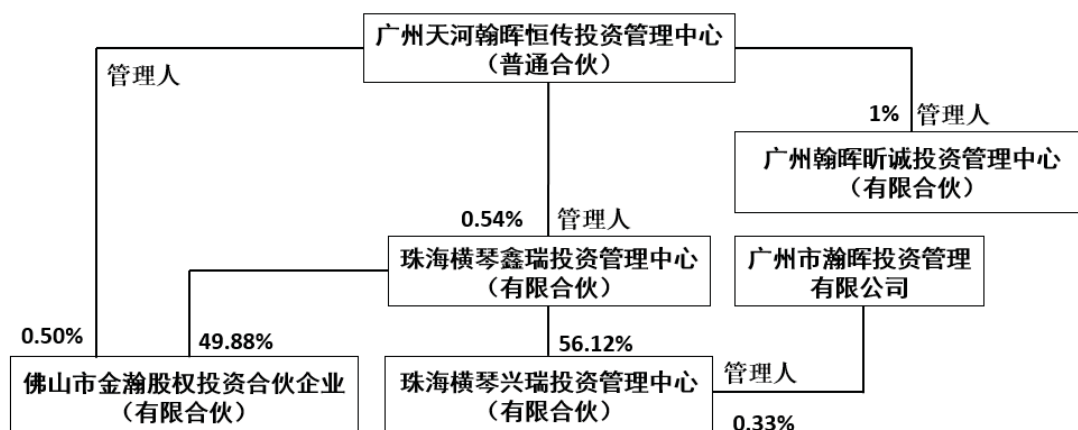 广州天河翰晖恒传投资管理中心
（普通合伙）
管理人
1% 管理人
广州翰晖昕诚投资管理中心
（有限合伙）
0.54% 管理人
珠海横琴鑫瑞投资管理中心
（有限合伙）
广州市瀚晖投资管理
有限公司
0.50%
49.88%
56.12%
佛山市金瀚股权投资合伙企业
（有限合伙）
珠海横琴兴瑞投资管理中心
（有限合伙）
管理人
0.33%